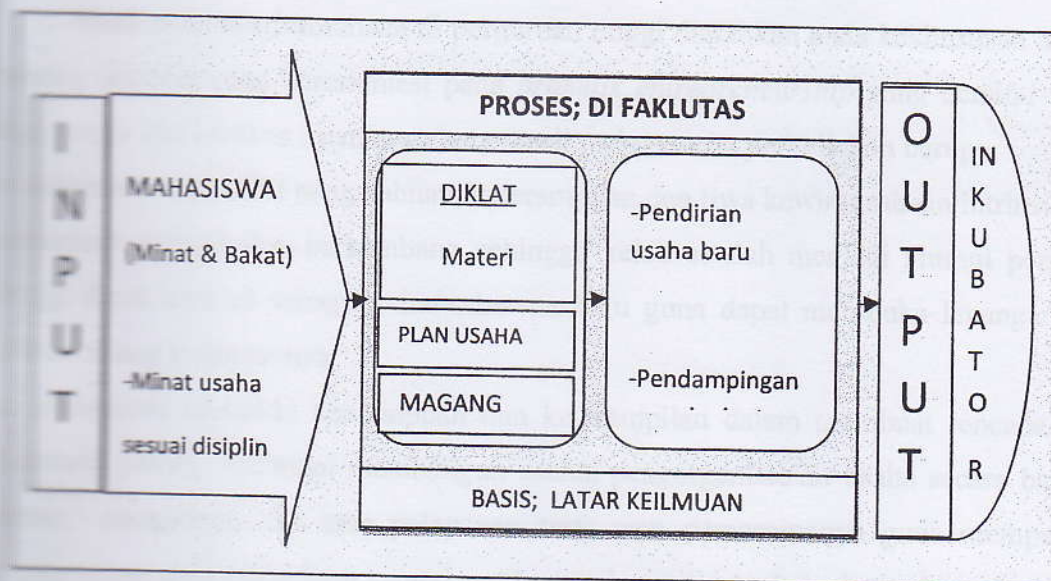 INPUT
MAHASISWA
(Minat & Bakat)
-Minat usaha
sesuai disiplin
PROSES; DI FAKLUTAS
DIKLAT
Materi
PLAN USAHA
MAGANG
-Pendirian
usaha baru
-Pendampingan
BASIS; LATAR KEILMUAN
OUTPUT
INKUBATOR